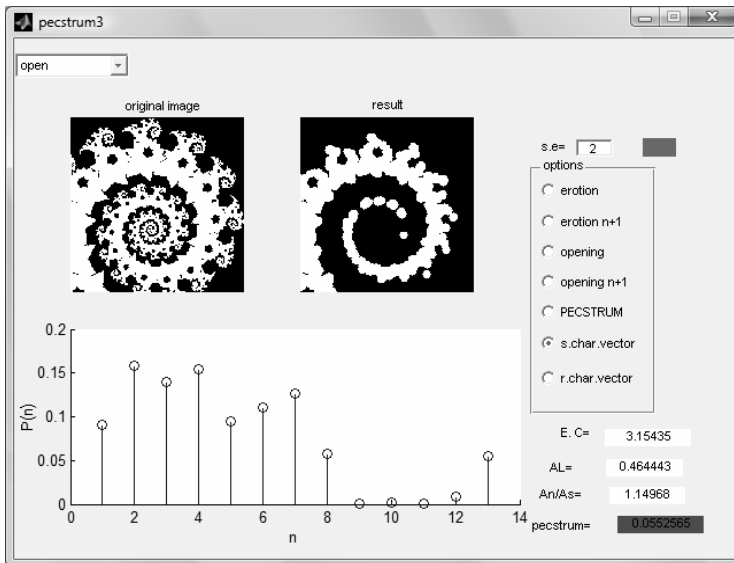 pecstrum3
open
original image
result
s.e= 2
options
erotion
erotion n+1
opening
opening n+1
PECSTRUM
s.char.vector
r.char.vector
0.2
0.15
0.1
0.05
0
P(n)
0 2 4 6 8 10 12 14
n
E. C= 3.15435
AL= 0.464443
An/As= 1.14968
pecstrum= 0.0552565